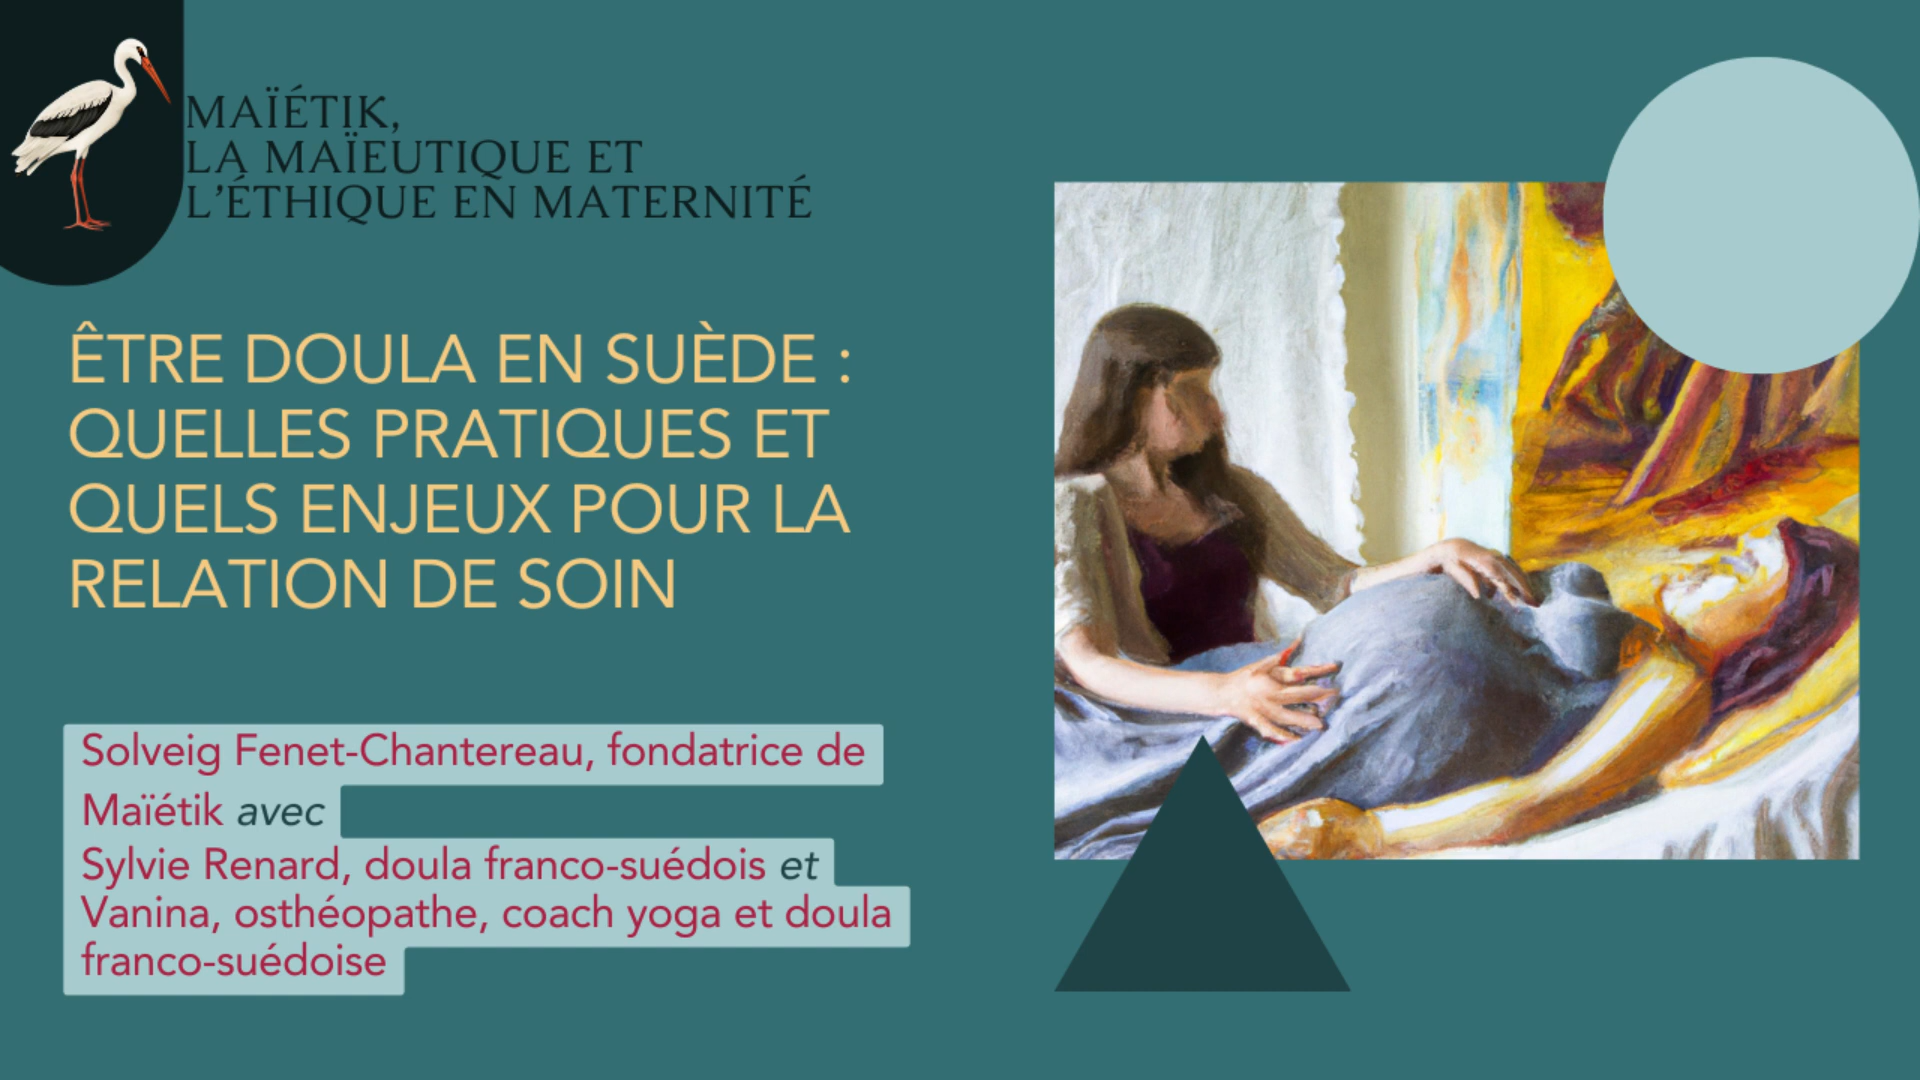 MAÏÉTIK,
LA MAÏEUTIQUE ET
L'ÉTHIQUE EN MATERNITÉ
ÊTRE DOULA EN SUÈDE :
QUELLES PRATIQUES ET
QUELS ENJEUX POUR LA
RELATION DE SOIN
Solveig Fenet-Chantereau, fondatrice de
Maïétik avec
Sylvie Renard, doula franco-suédois et
Vanina, osthéopathe, coach yoga et doula
franco-suédoise